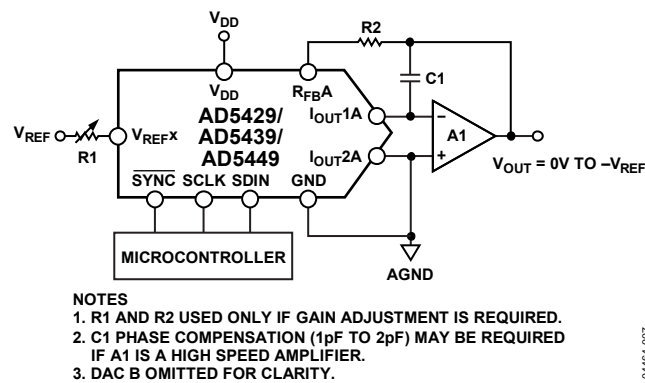 VDD
R2
C1
VDD
RFBA
AD5429/
AD5439/
AD5449
IOUT1A
IOUT2A
A1
VREF
R1
VREFx
SYNC SCLK SDIN GND
VOUT = 0V TO –VREF
MICROCONTROLLER
AGND
NOTES
1. R1 AND R2 USED ONLY IF GAIN ADJUSTMENT IS REQUIRED.
2. C1 PHASE COMPENSATION (1pF TO 2pF) MAY BE REQUIRED
IF A1 IS A HIGH SPEED AMPLIFIER.
3. DAC B OMITTED FOR CLARITY.